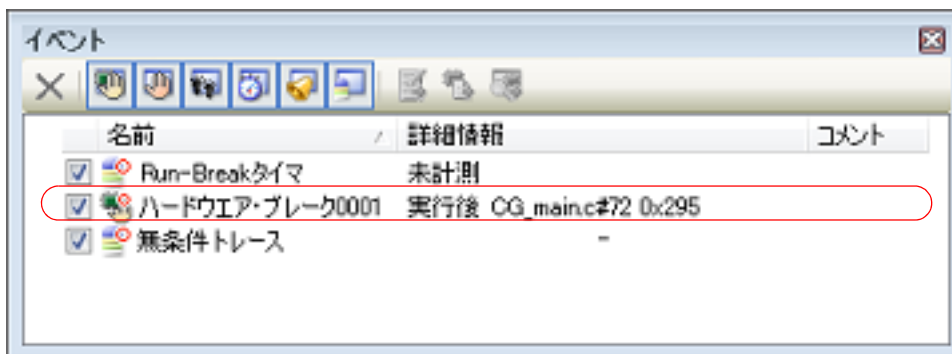 イベント
名前 詳細情報 コメント
Run-Breakタイマ 未計測
ハードウエア・ブレーク0001 実行後 CG_main.c#72 0x295
無条件トレース -